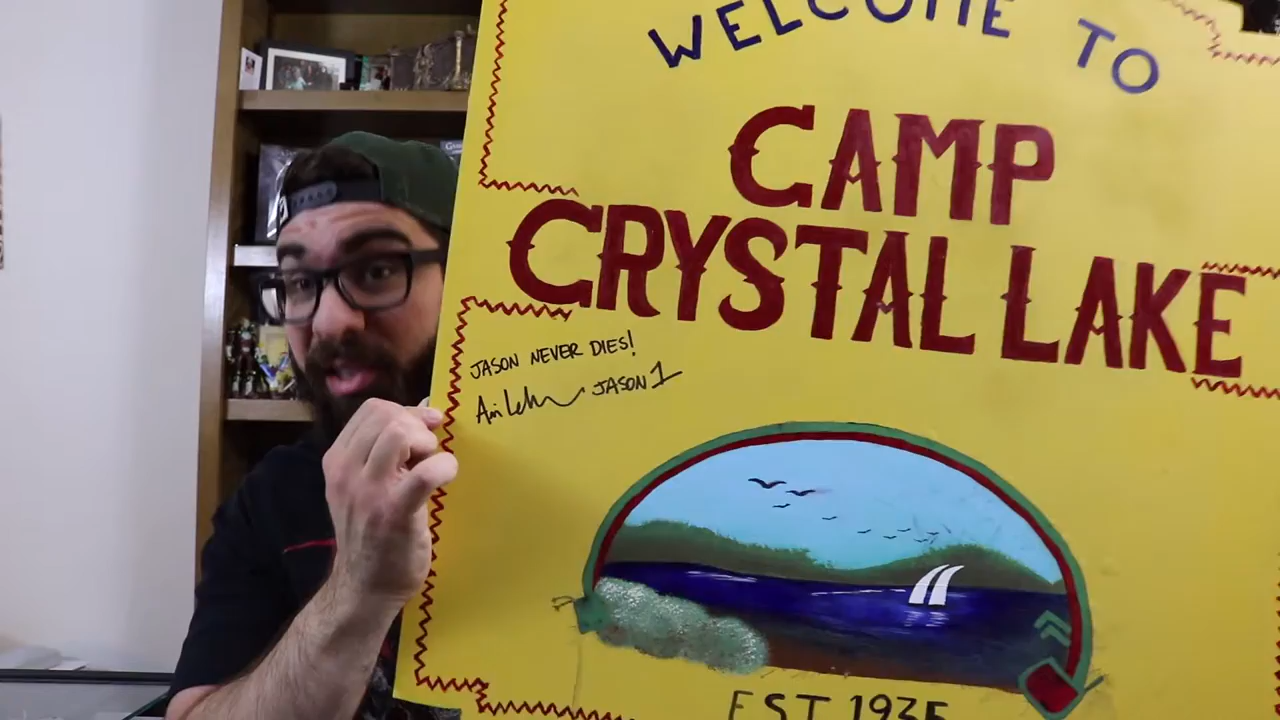 WELCOME TO
CAMP
CRYSTAL LAKE
JASON NEVER DIES!
JASON 1
EST 1935